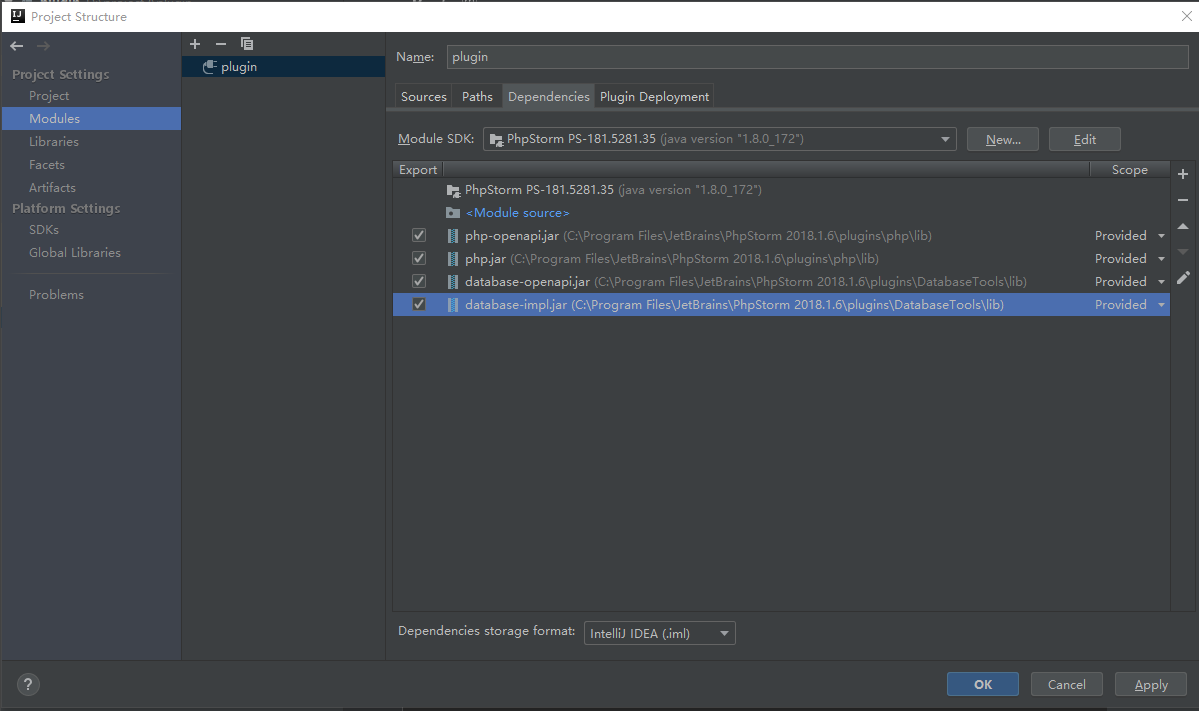 Project Structure
Project Settings
Project
Modules
Libraries
Facets
Artifacts
Platform Settings
SDKs
Global Libraries
Problems
plugin
Name: plugin
Sources Paths Dependencies Plugin Deployment
Module SDK: PhpStorm PS-181.5281.35 (java version "1.8.0_172") New... Edit
Export Scope
PhpStorm PS-181.5281.35 (java version "1.8.0_172")
<Module source>
php-openapi.jar (C:\Program Files\JetBrains\PhpStorm 2018.1.6\plugins\php\lib) Provided
php.jar (C:\Program Files\JetBrains\PhpStorm 2018.1.6\plugins\php\lib) Provided
database-openapi.jar (C:\Program Files\JetBrains\PhpStorm 2018.1.6\plugins\DatabaseTools\lib) Provided
database-impl.jar (C:\Program Files\JetBrains\PhpStorm 2018.1.6\plugins\DatabaseTools\lib) Provided
Dependencies storage format: IntelliJ IDEA (.iml)
? OK Cancel Apply